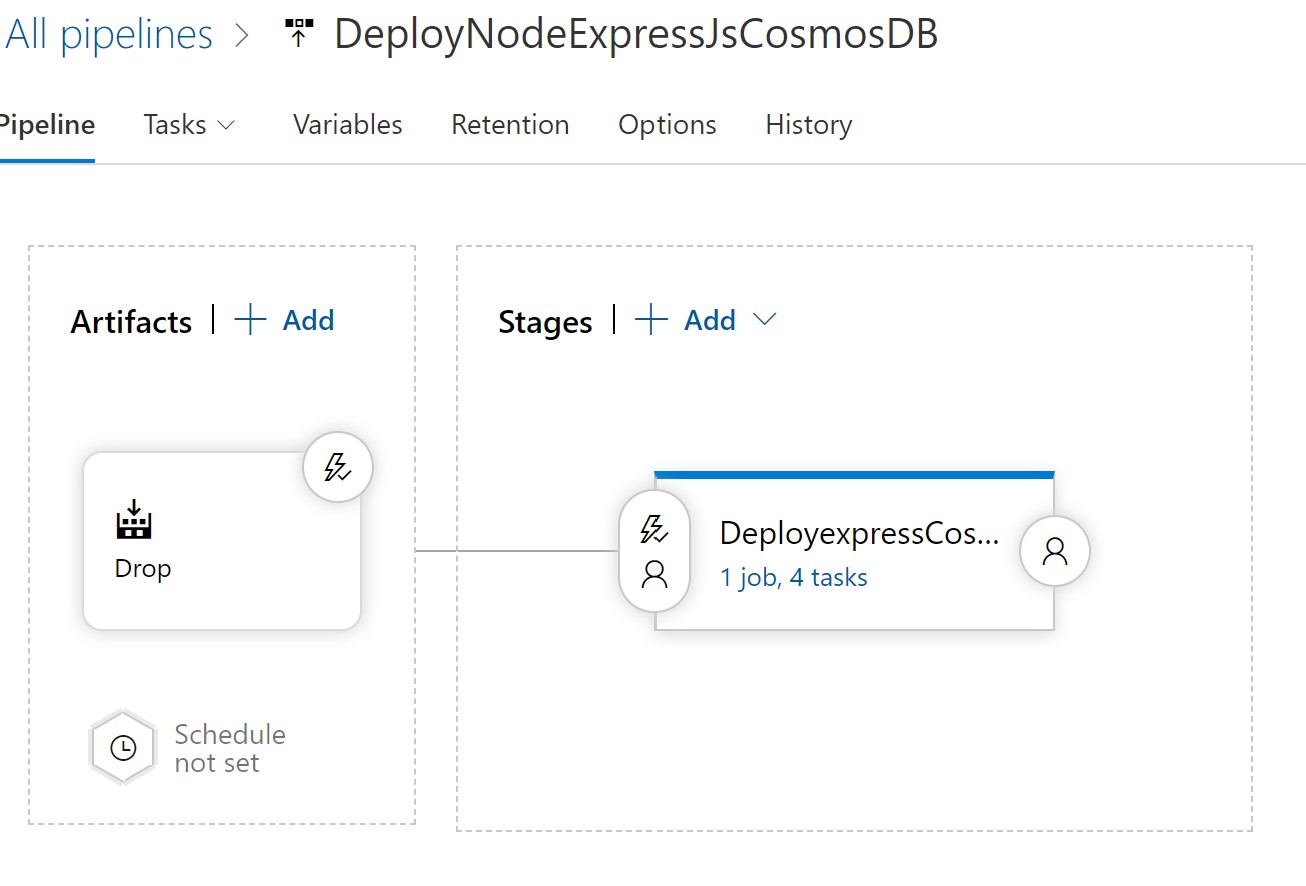 All pipelines > DeployNodeExpressJsCosmosDB
Pipeline Tasks Variables Retention Options History
Artifacts | + Add
Stages | + Add
Drop
DeployexpressCos...
1 job, 4 tasks
Schedule
not set